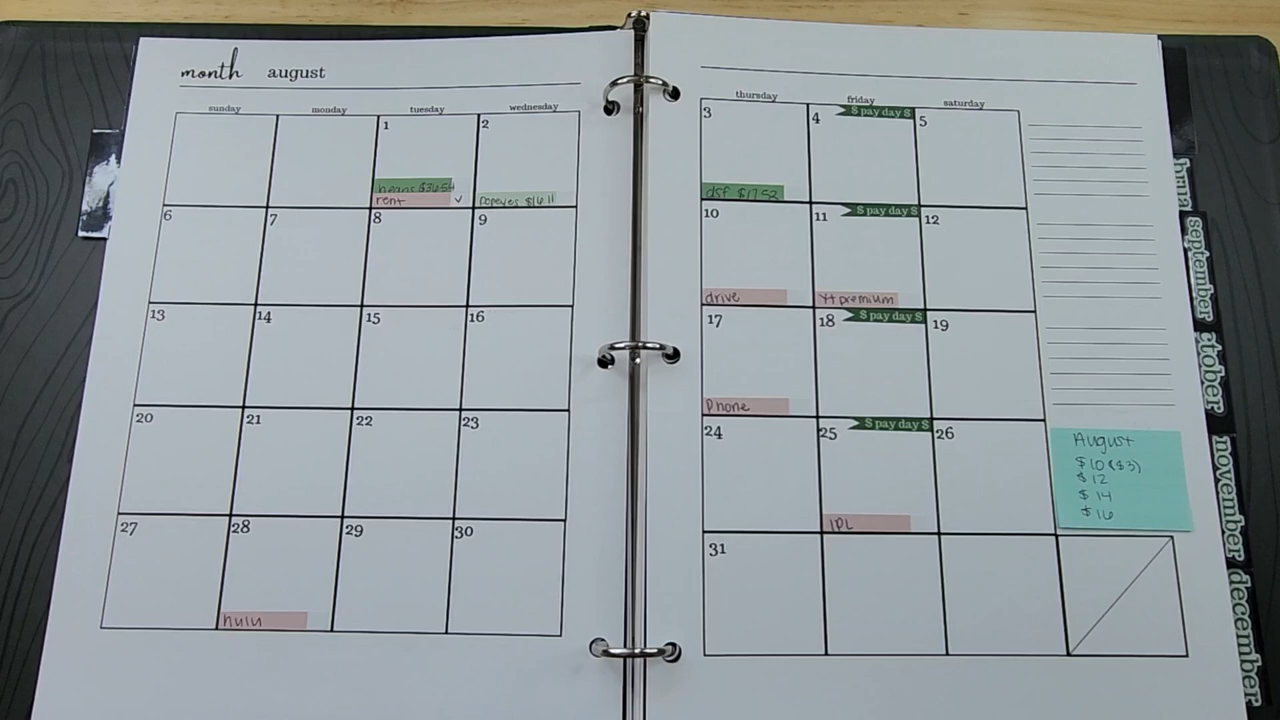 month august
sunday monday tuesday wednesday
thursday friday saturday
1 2
3 4 $ pay day $ 5
rent ✓ popeyes $16.11
dsf $17.52
6 7 8 9
10 11 $ pay day $ 12
drive yt premium
13 14 15 16
17 18 $ pay day $ 19
phone
20 21 22 23
24 25 $ pay day $ 26
IPL
27 28 29 30
31
hulu
August
$10 ($3)
$12
$14
$16
september
october
november
december